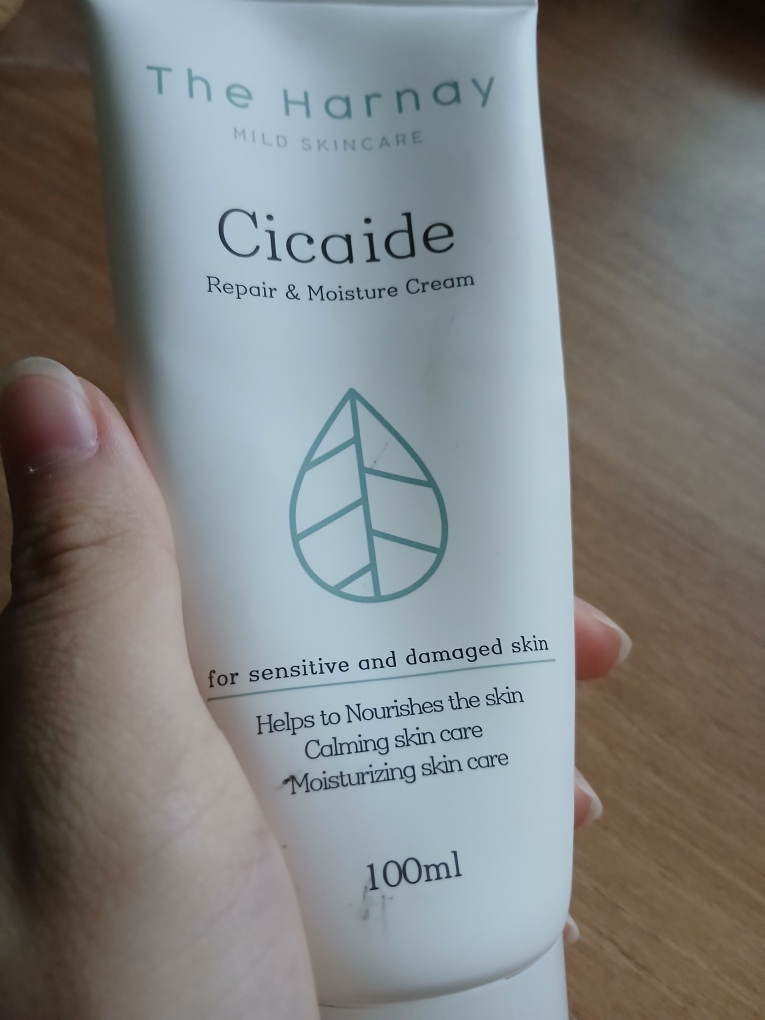 The Harnay
MILD SKINCARE
Cicaide
Repair & Moisture Cream
for sensitive and damaged skin
Helps to Nourishes the skin
Calming skin care
Moisturizing skin care
100ml